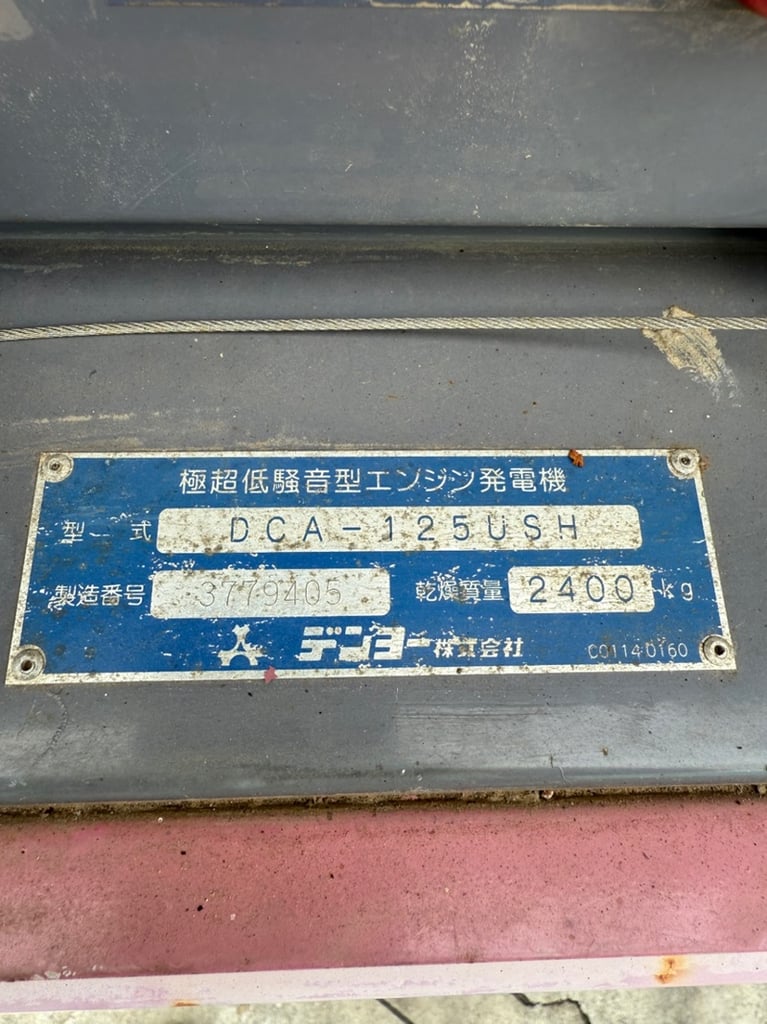 極超低騒音型エンジン発電機
型 式 DCA-125USH
製造番号 3779405 乾燥質量 2400 kg
デンヨー株式会社 C01140160